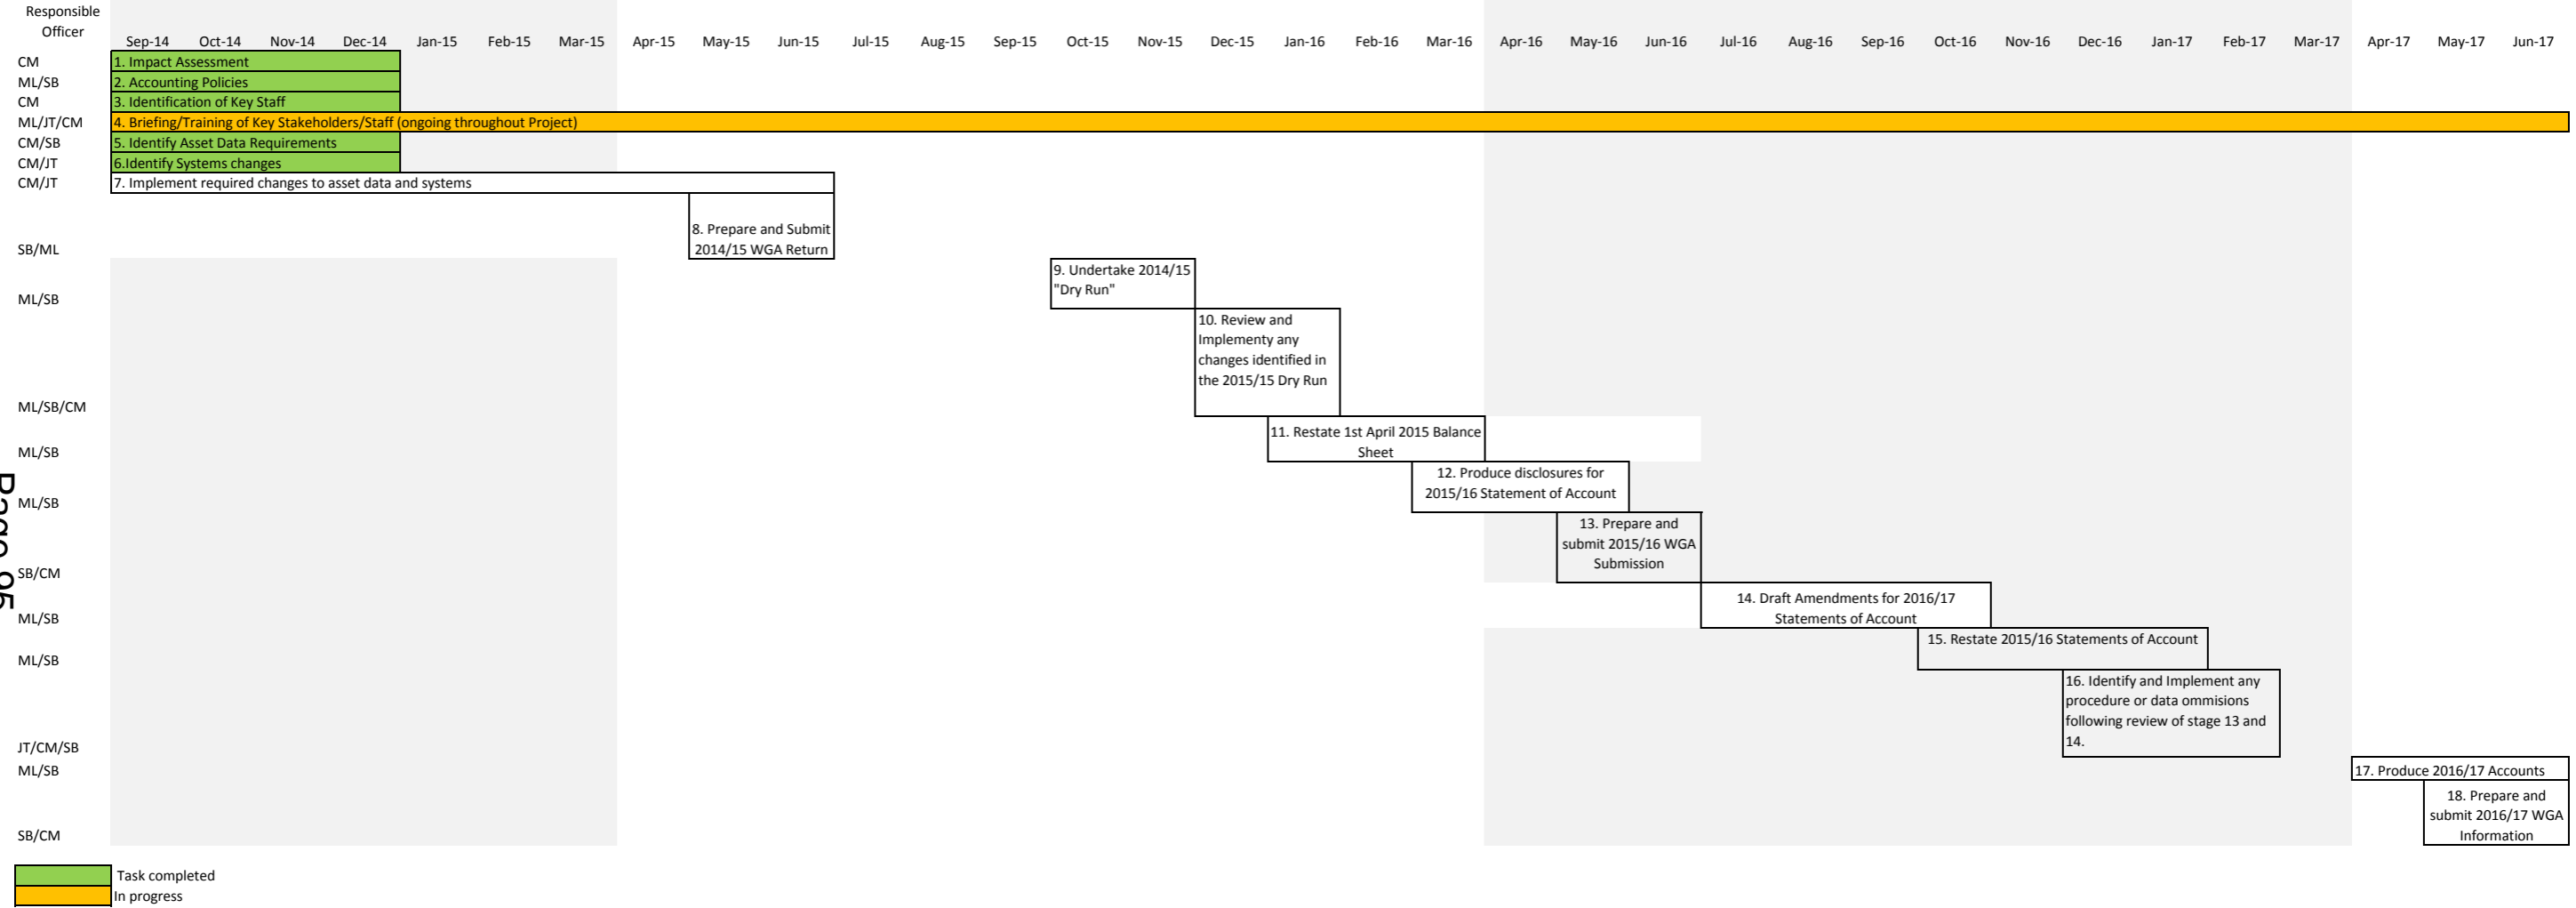 Responsible
Officer
Sep-14 Oct-14 Nov-14 Dec-14 Jan-15 Feb-15 Mar-15 Apr-15 May-15 Jun-15 Jul-15 Aug-15 Sep-15 Oct-15 Nov-15 Dec-15 Jan-16 Feb-16 Mar-16 Apr-16 May-16 Jun-16 Jul-16 Aug-16 Sep-16 Oct-16 Nov-16 Dec-16 Jan-17 Feb-17 Mar-17 Apr-17 May-17 Jun-17
CM 1. Impact Assessment
ML/SB 2. Accounting Policies
CM 3. Identification of Key Staff
ML/JT/CM 4. Briefing/Training of Key Stakeholders/Staff (ongoing throughout Project)
CM/SB 5. Identify Asset Data Requirements
CM/JT 6.Identify Systems changes
CM/JT 7. Implement required changes to asset data and systems
8. Prepare and Submit
SB/ML 2014/15 WGA Return
9. Undertake 2014/15
"Dry Run"
ML/SB
10. Review and
Implementy any
changes identified in
the 2015/15 Dry Run
ML/SB/CM
11. Restate 1st April 2015 Balance
ML/SB Sheet
12. Produce disclosures for
2015/16 Statement of Account
ML/SB
13. Prepare and
submit 2015/16 WGA
Submission
SB/CM
14. Draft Amendments for 2016/17
ML/SB Statements of Account
15. Restate 2015/16 Statements of Account
ML/SB
16. Identify and Implement any
procedure or data ommisions
following review of stage 13 and
14.
JT/CM/SB
ML/SB 17. Produce 2016/17 Accounts
18. Prepare and
submit 2016/17 WGA
SB/CM Information
Task completed
In progress
Page 95